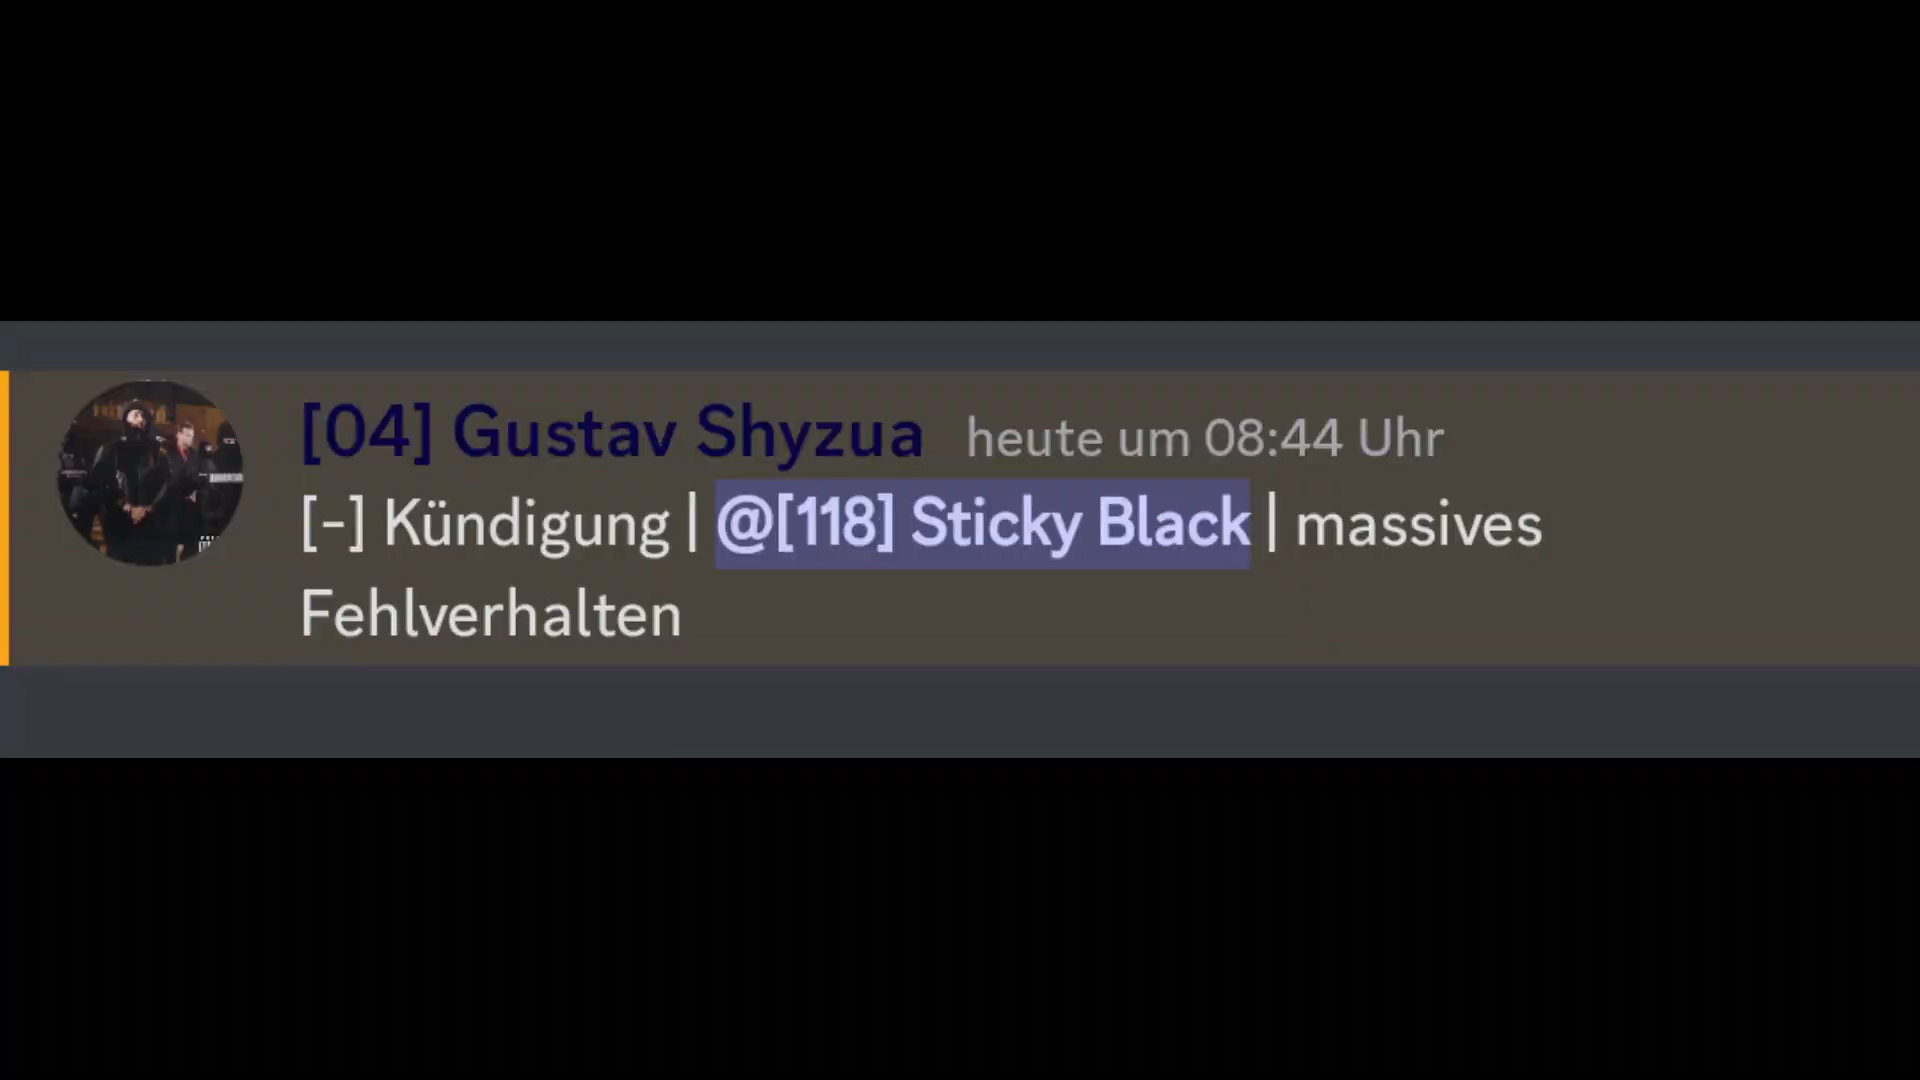 [04] Gustav Shyzua heute um 08:44 Uhr
[-] Kündigung | @[118] Sticky Black | massives
Fehlverhalten